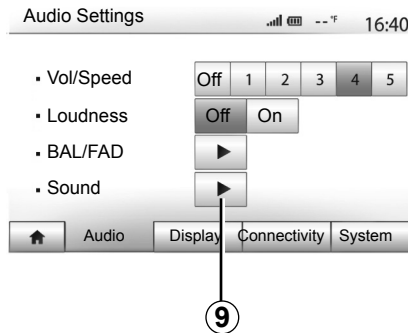 Audio Settings -- °F 16:40
Vol/Speed Off 1 2 3 4 5
Loudness Off On
BAL/FAD
Sound
Audio Display Connectivity System
9